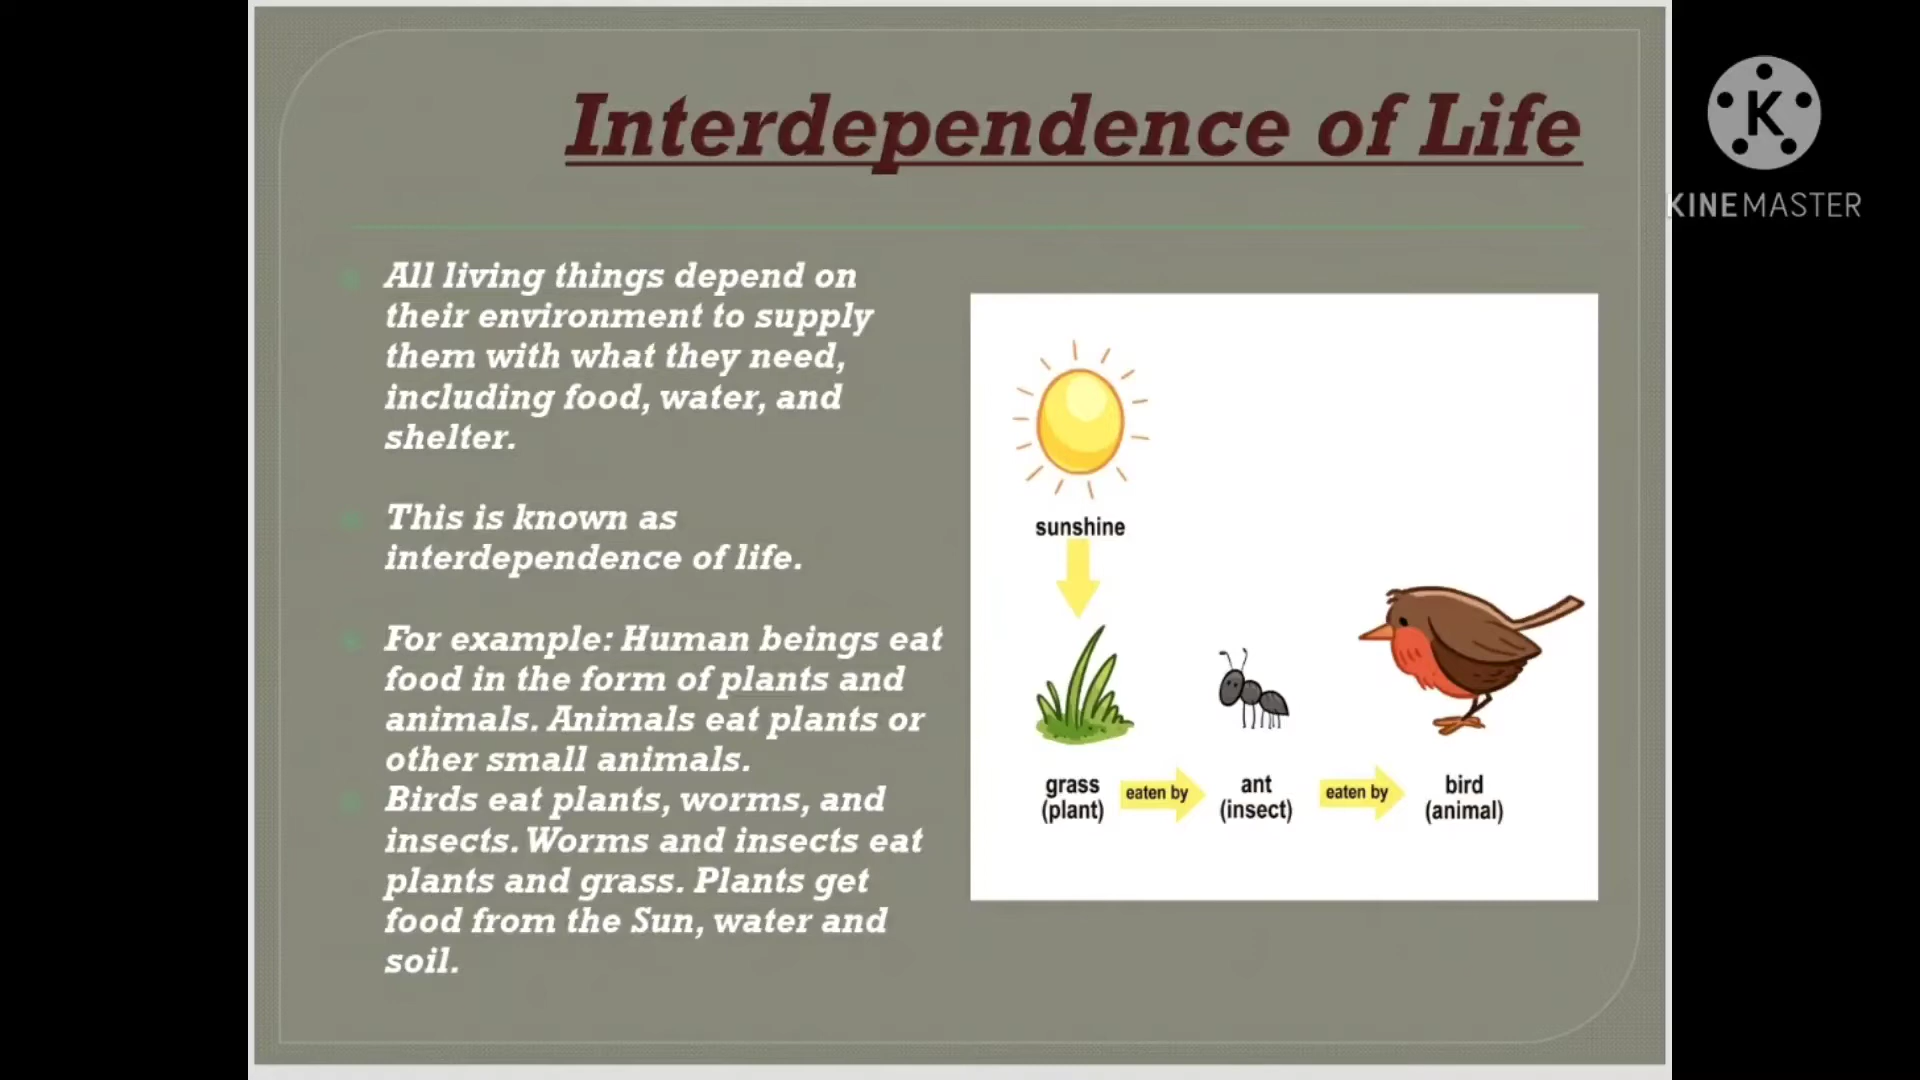 Interdependence of Life
KINEMASTER
All living things depend on
their environment to supply
them with what they need,
including food, water, and
shelter.
This is known as
interdependence of life.
For example: Human beings eat
food in the form of plants and
animals. Animals eat plants or
other small animals.
Birds eat plants, worms, and
insects. Worms and insects eat
plants and grass. Plants get
food from the Sun, water and
soil.
sunshine
grass
(plant)
eaten by
ant
(insect)
eaten by
bird
(animal)